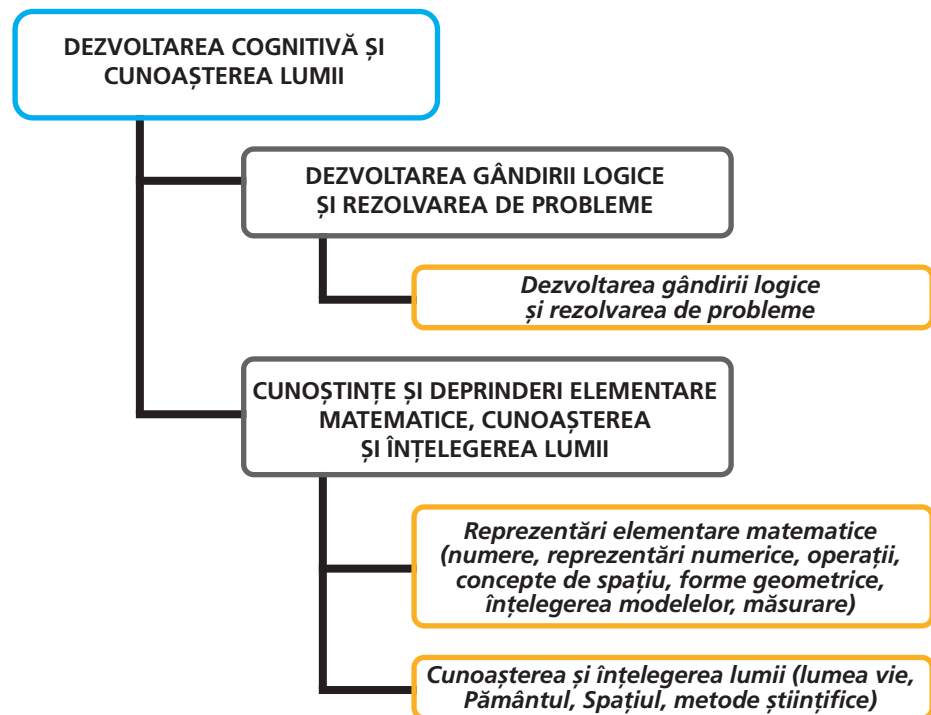 DEZVOLTAREA COGNITIVĂ ȘI
CUNOAȘTEREA LUMII
DEZVOLTAREA GÂNDIRII LOGICE
ȘI REZOLVAREA DE PROBLEME
Dezvoltarea gândirii logice
și rezolvarea de probleme
CUNOȘTINȚE ȘI DEPRINDERI ELEMENTARE
MATEMATICE, CUNOAȘTEREA
ȘI ÎNȚELEGEREA LUMII
Reprezentări elementare matematice
(numere, reprezentări numerice, operații,
concepte de spațiu, forme geometrice,
înțelegerea modelelor, măsurare)
Cunoașterea și înțelegerea lumii (lumea vie,
Pământul, Spațiul, metode științifice)